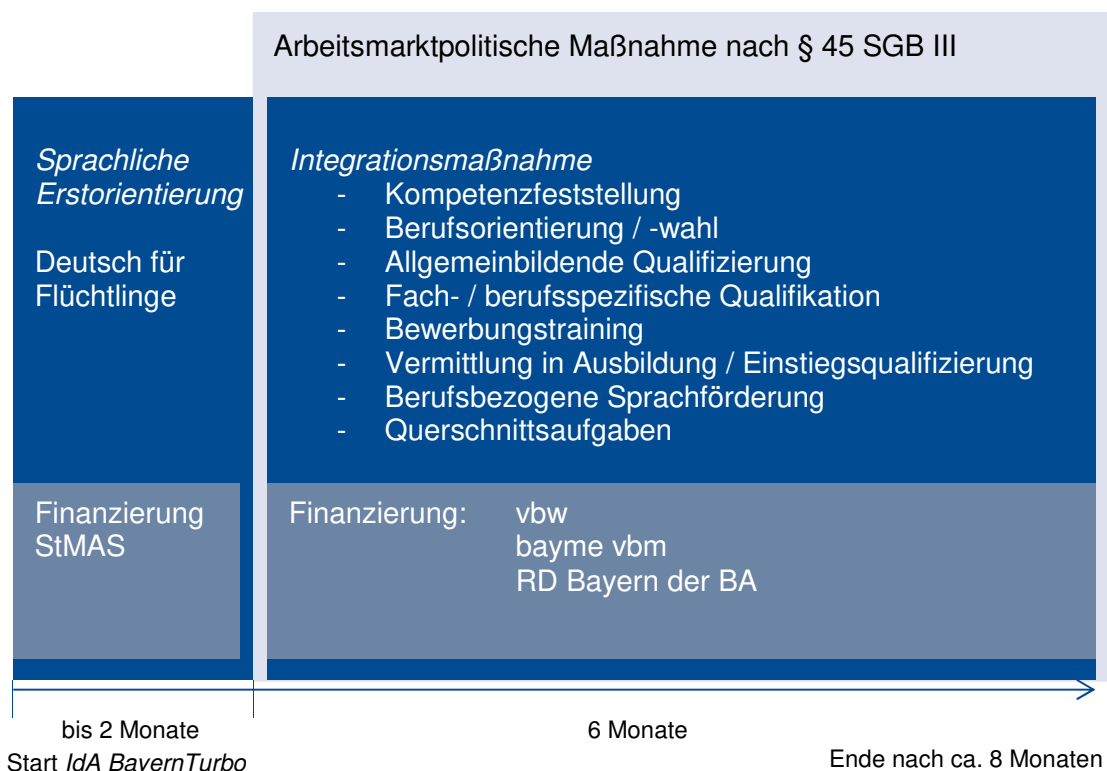 Arbeitsmarktpolitische Maßnahme nach § 45 SGB III
Sprachliche
Erstorientierung
Deutsch für
Flüchtlinge
Integrationsmaßnahme
- Kompetenzfeststellung
- Berufsorientierung / -wahl
- Allgemeinbildende Qualifizierung
- Fach- / berufsspezifische Qualifikation
- Bewerbungstraining
- Vermittlung in Ausbildung / Einstiegsqualifizierung
- Berufsbezogene Sprachförderung
- Querschnittsaufgaben
Finanzierung
StMAS
Finanzierung: vbw
bayme vbm
RD Bayern der BA
bis 2 Monate
Start IdA BayernTurbo
6 Monate
Ende nach ca. 8 Monaten